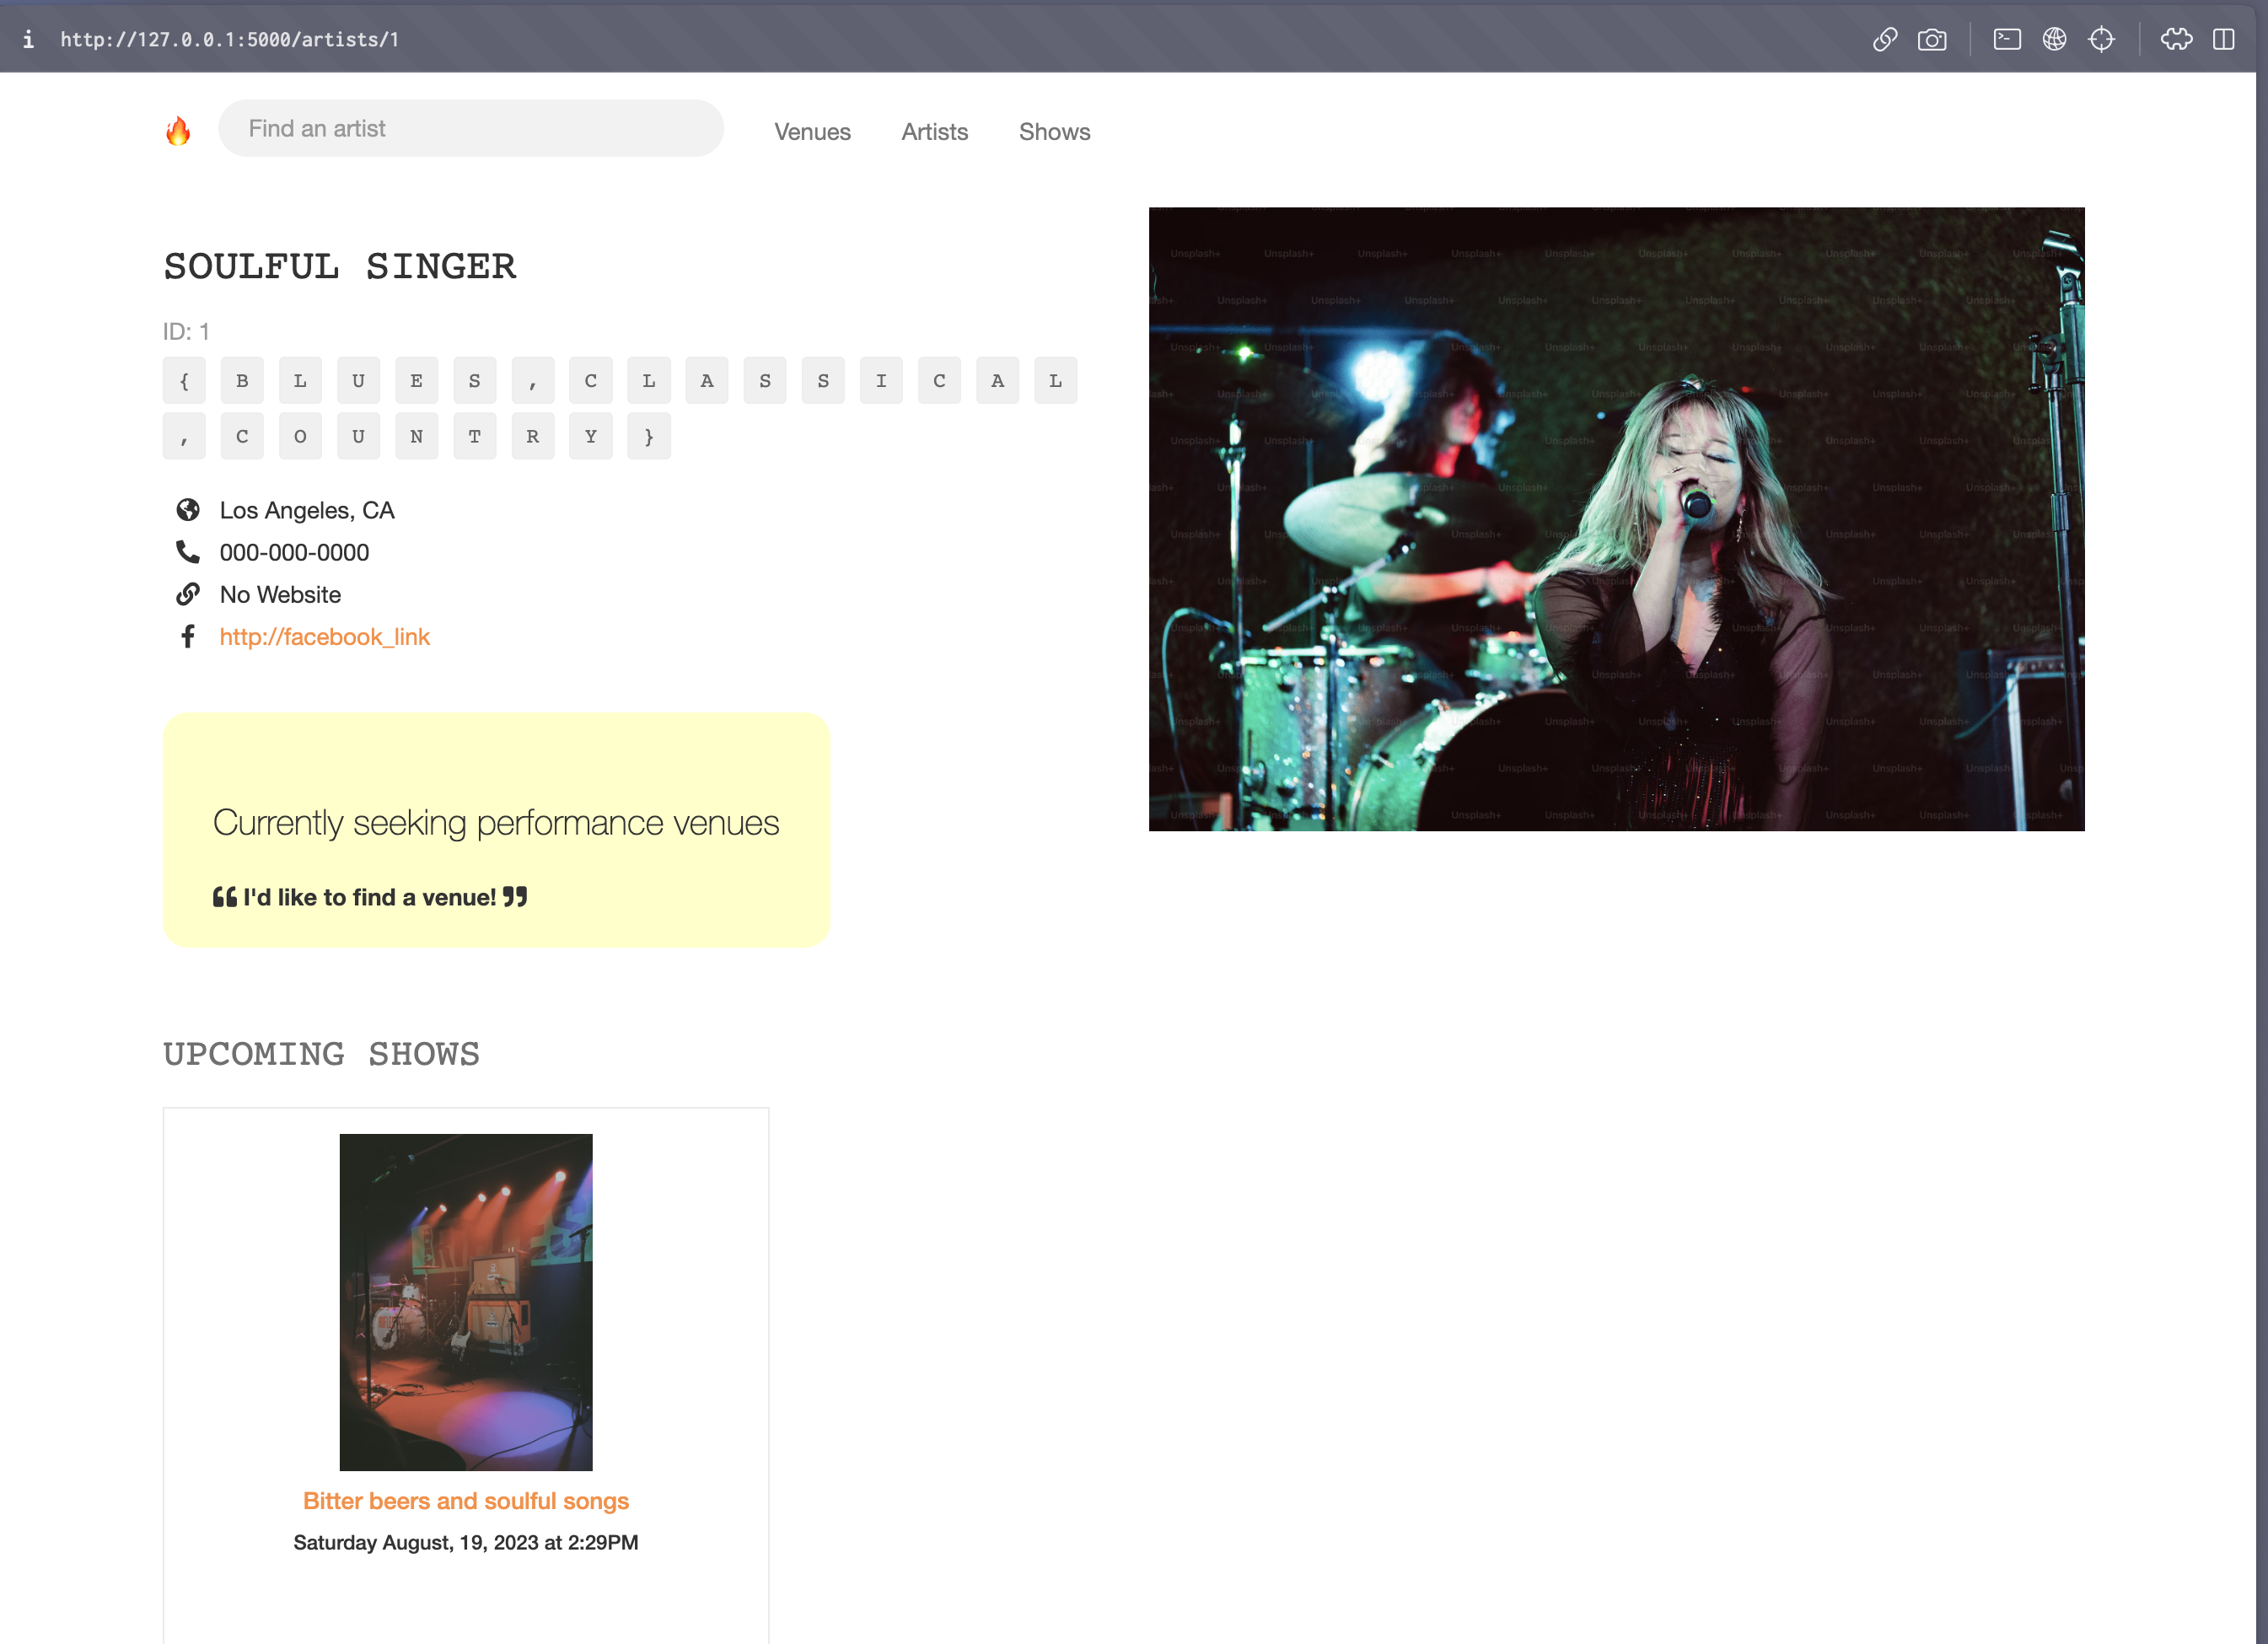 http://127.0.0.1:5000/artists/1
Find an artist
Venues
Artists
Shows
SOULFUL SINGER
ID: 1
{ B L U E S , C L A S S I C A L
, C O U N T R Y }
Los Angeles, CA
000-000-0000
No Website
http://facebook_link
Currently seeking performance venues
“ I'd like to find a venue! ”
UPCOMING SHOWS
Bitter beers and soulful songs
Saturday August, 19, 2023 at 2:29PM
Unsplash+